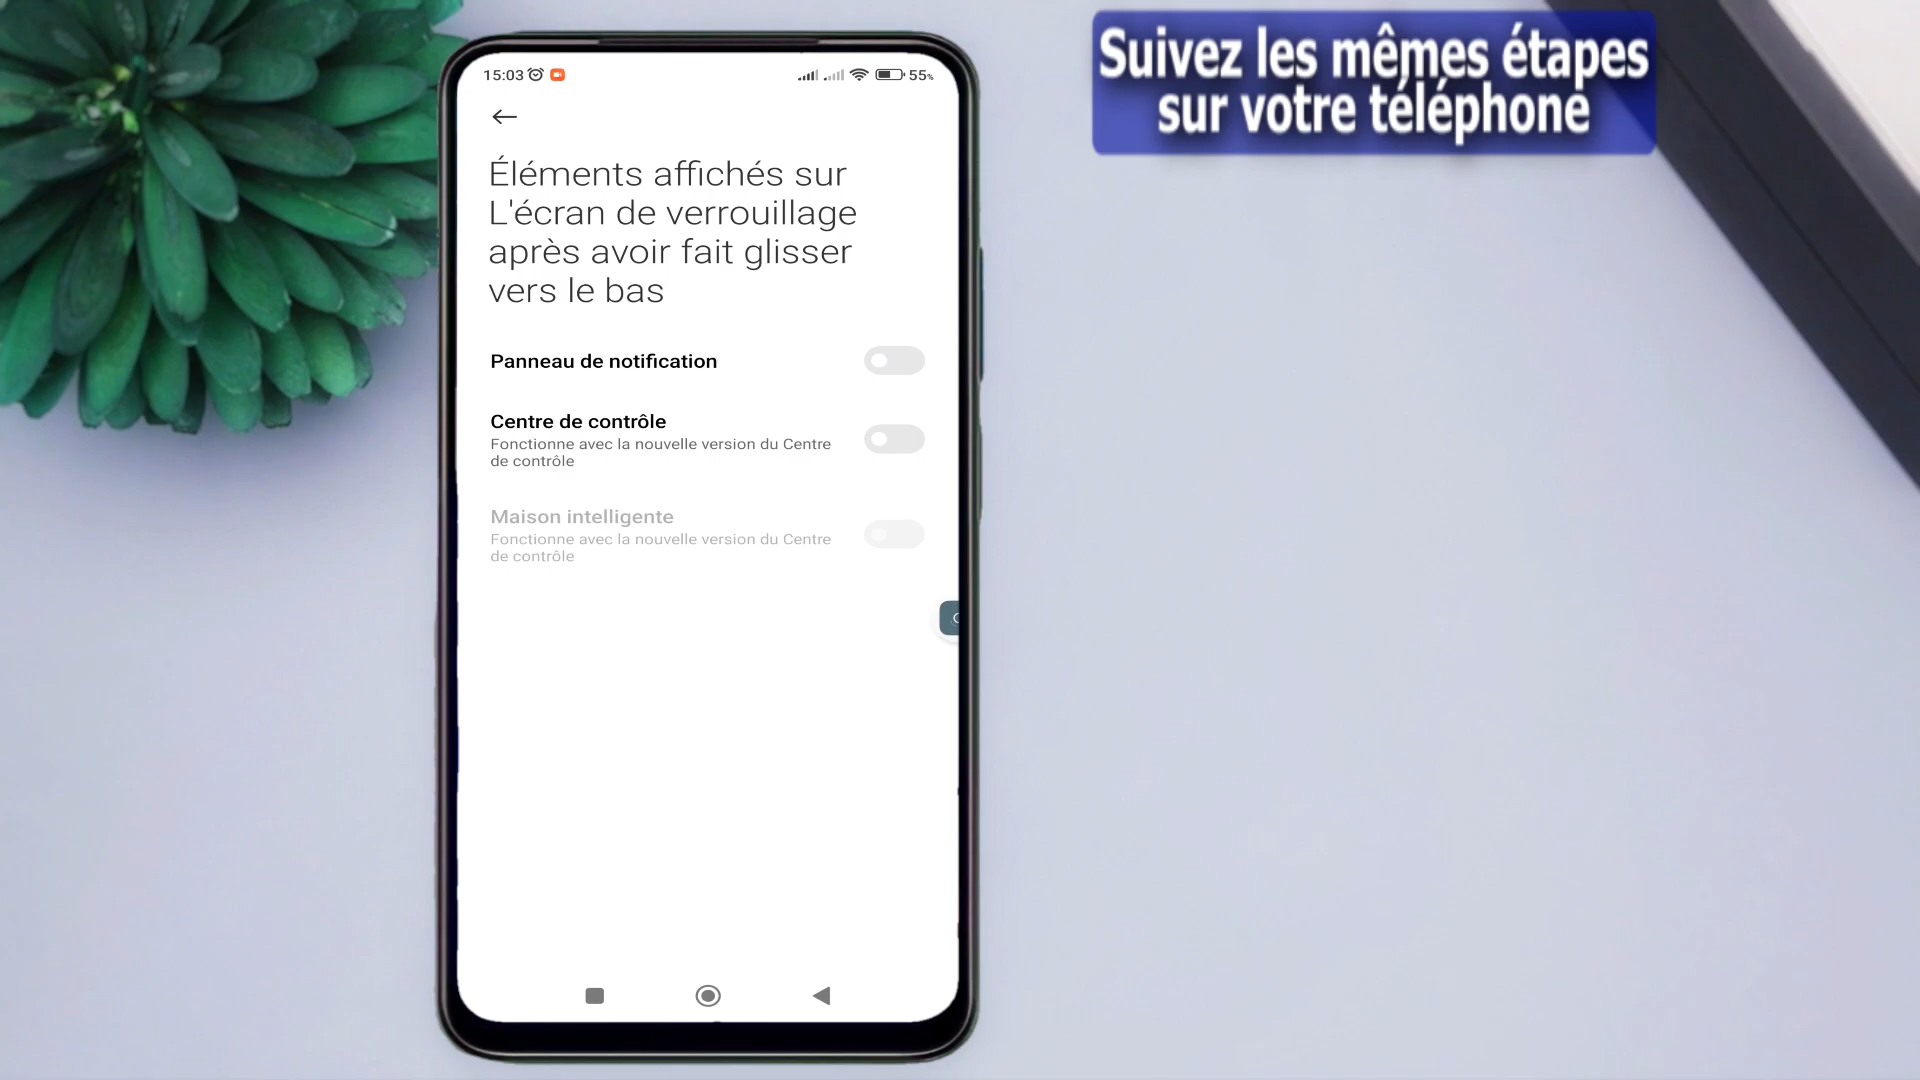 Suivez les mêmes étapes
sur votre téléphone
15:03
55%
Éléments affichés sur
L'écran de verrouillage
après avoir fait glisser
vers le bas
Panneau de notification
Centre de contrôle
Fonctionne avec la nouvelle version du Centre
de contrôle
Maison intelligente
Fonctionne avec la nouvelle version du Centre
de contrôle